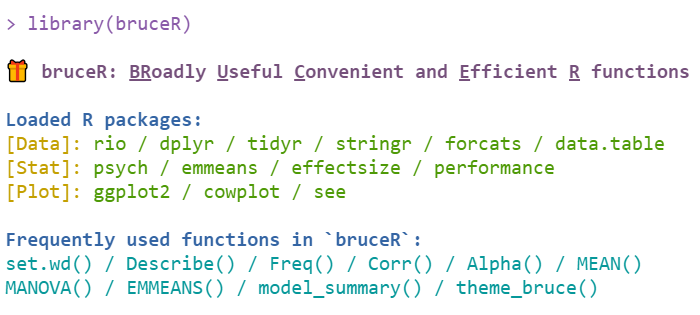 > library(bruceR)
🎁 bruceR: BRoadly Useful Convenient and Efficient R functions
Loaded R packages:
[Data]: rio / dplyr / tidyr / stringr / forcats / data.table
[Stat]: psych / emmeans / effectsize / performance
[Plot]: ggplot2 / cowplot / see
Frequently used functions in `bruceR`:
set.wd() / Describe() / Freq() / Corr() / Alpha() / MEAN()
MANOVA() / EMMEANS() / model_summary() / theme_bruce()